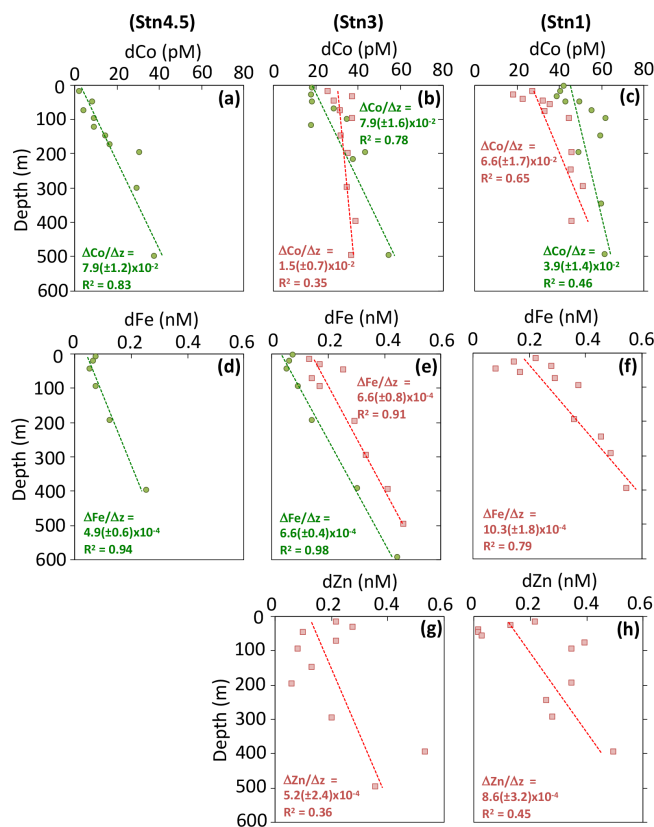 (Stn4.5)
(Stn3)
(Stn1)
dCo (pM)
dCo (pM)
dCo (pM)
0 20 40 60 80
0 20 40 60 80
0 20 40 60 80
(a)
(b)
(c)
Depth (m)
0
100
200
300
400
500
600
ΔCo/Δz =
7.9(±1.2)x10⁻²
R² = 0.83
ΔCo/Δz =
7.9(±1.6)x10⁻²
R² = 0.78
ΔCo/Δz =
1.5(±0.7)x10⁻²
R² = 0.35
ΔCo/Δz =
6.6(±1.7)x10⁻²
R² = 0.65
ΔCo/Δz =
3.9(±1.4)x10⁻²
R² = 0.46
dFe (nM)
dFe (nM)
dFe (nM)
0 0.2 0.4 0.6
0 0.2 0.4 0.6
0 0.2 0.4 0.6
(d)
(e)
(f)
Depth (m)
0
100
200
300
400
500
600
ΔFe/Δz =
4.9(±0.6)x10⁻⁴
R² = 0.94
ΔFe/Δz =
6.6(±0.8)x10⁻⁴
R² = 0.91
ΔFe/Δz =
6.6(±0.4)x10⁻⁴
R² = 0.98
ΔFe/Δz =
10.3(±1.8)x10⁻⁴
R² = 0.79
dZn (nM)
dZn (nM)
0 0.2 0.4 0.6
0 0.2 0.4 0.6
(g)
(h)
Depth (m)
0
100
200
300
400
500
600
ΔZn/Δz =
5.2(±2.4)x10⁻⁴
R² = 0.36
ΔZn/Δz =
8.6(±3.2)x10⁻⁴
R² = 0.45